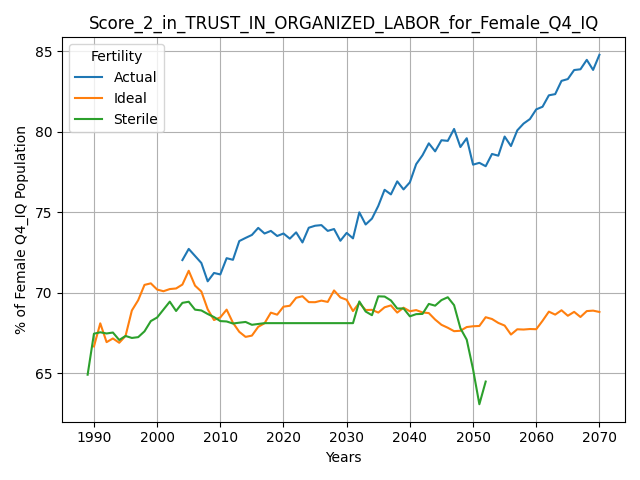 Score_2_in_TRUST_IN_ORGANIZED_LABOR_for_Female_Q4_IQ
Fertility
Actual
Ideal
Sterile
% of Female Q4_IQ Population
85
80
75
70
65
1990 2000 2010 2020 2030 2040 2050 2060 2070
Years